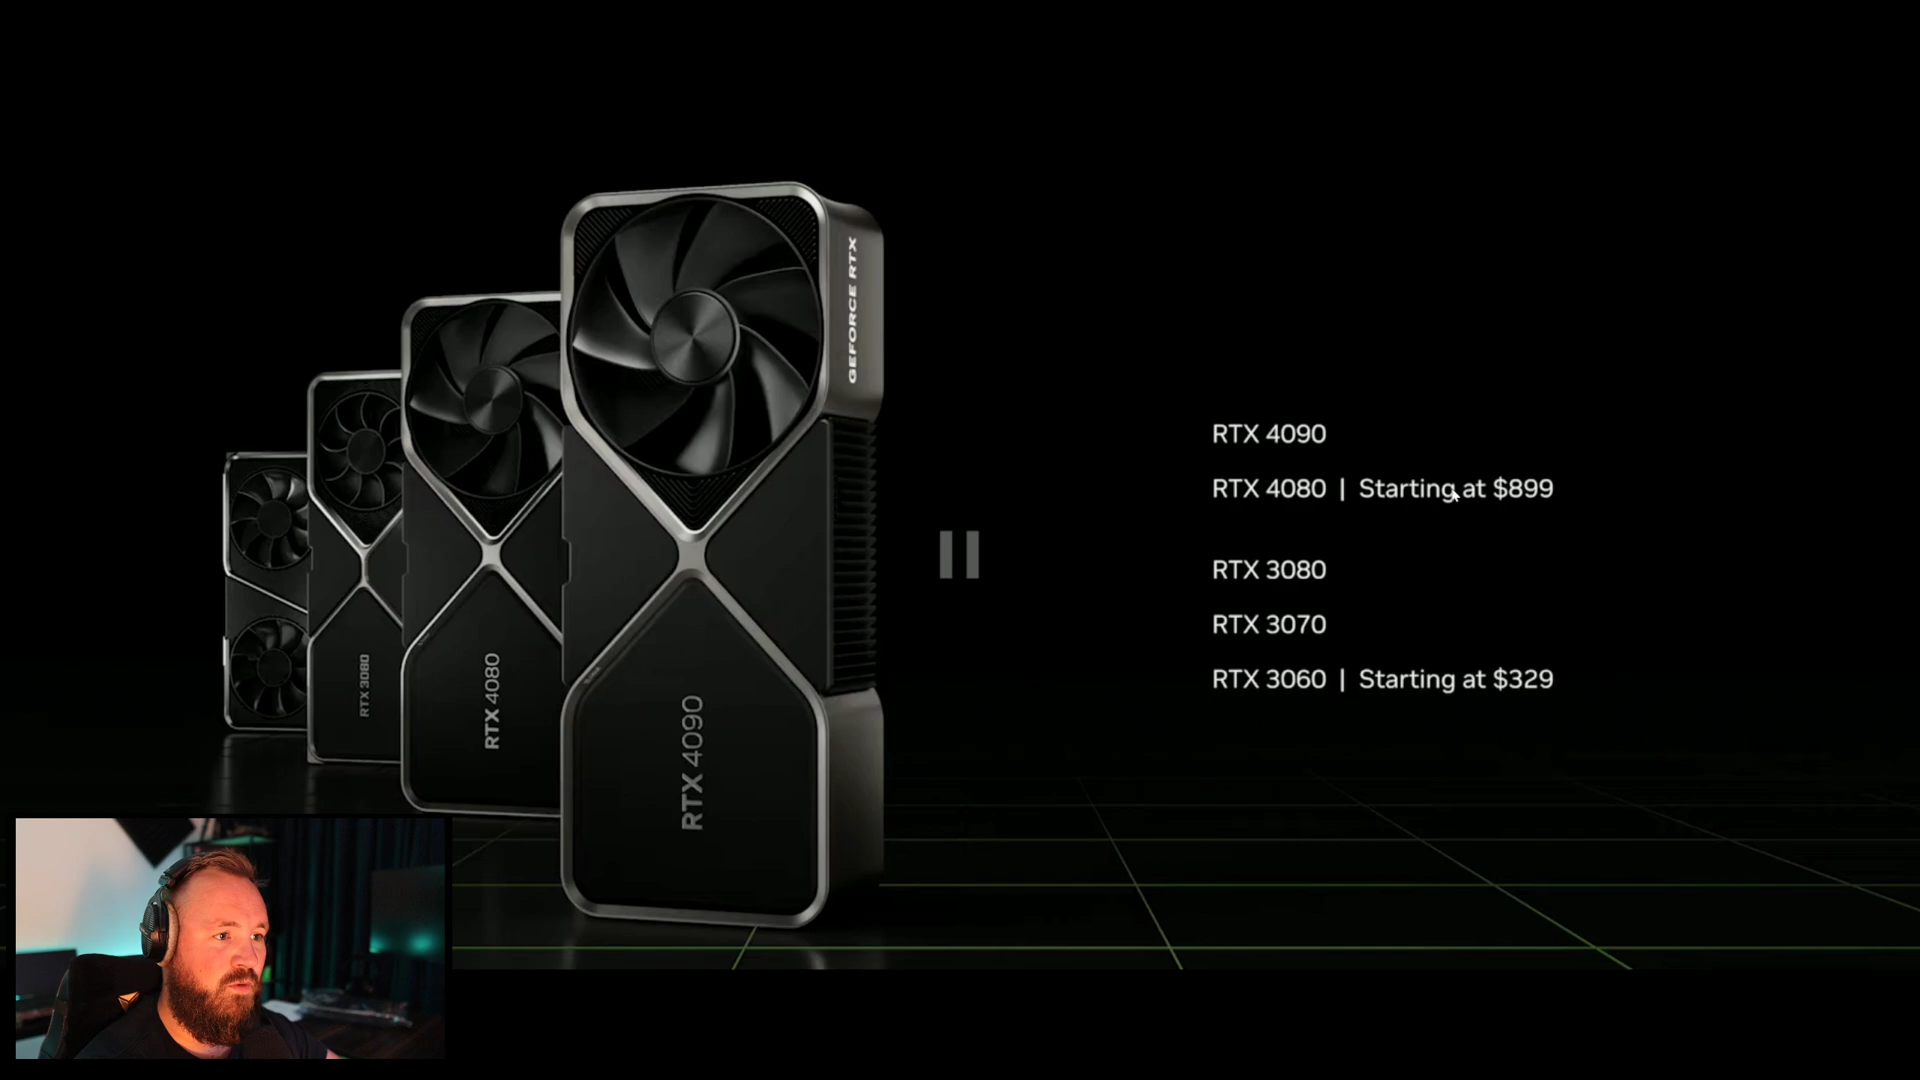 GEFORCE RTX
RTX 3080
RTX 4080
RTX 4090
RTX 4090
RTX 4080 | Starting at $899
RTX 3080
RTX 3070
RTX 3060 | Starting at $329